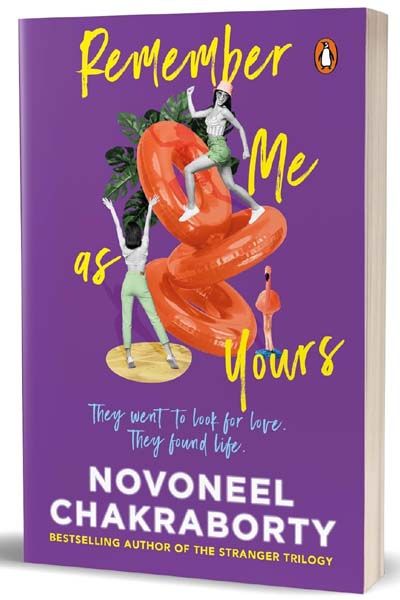 Remember
Me
as
Yours
They went to look for love.
They found life.
NOVONEEL
CHAKRABORTY
BESTSELLING AUTHOR OF THE STRANGER TRILOGY